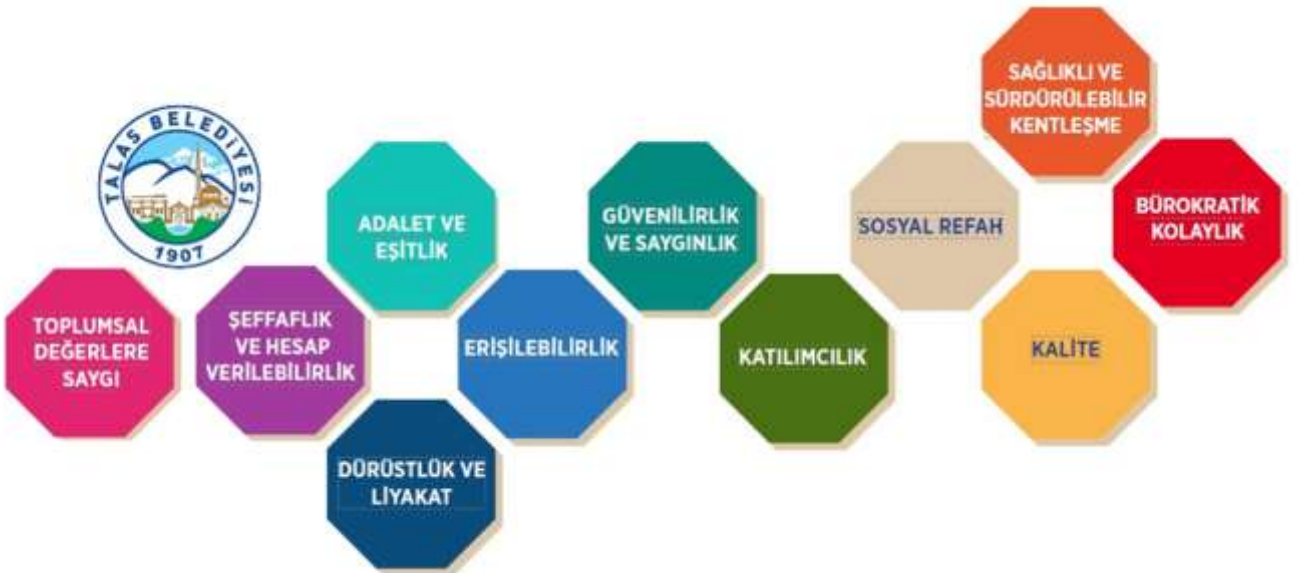 TALAS BELEDİYESİ
1907
TOPLUMSAL
DEĞERLERE
SAYGI
ŞEFFAFLIK
VE HESAP
VERİLEBİLİRLİK
ADALET VE
EŞİTLİK
DÜRÜSTLÜK VE
LİYAKAT
ERİŞİLEBİLİRLİK
GÜVENİLİRLİK
VE SAYGINLIK
KATILIMCILIK
SOSYAL REFAH
SAĞLIKLI VE
SÜRDÜRÜLEBİLİR
KENTLEŞME
KALİTE
BÜROKRATİK
KOLAYLIK